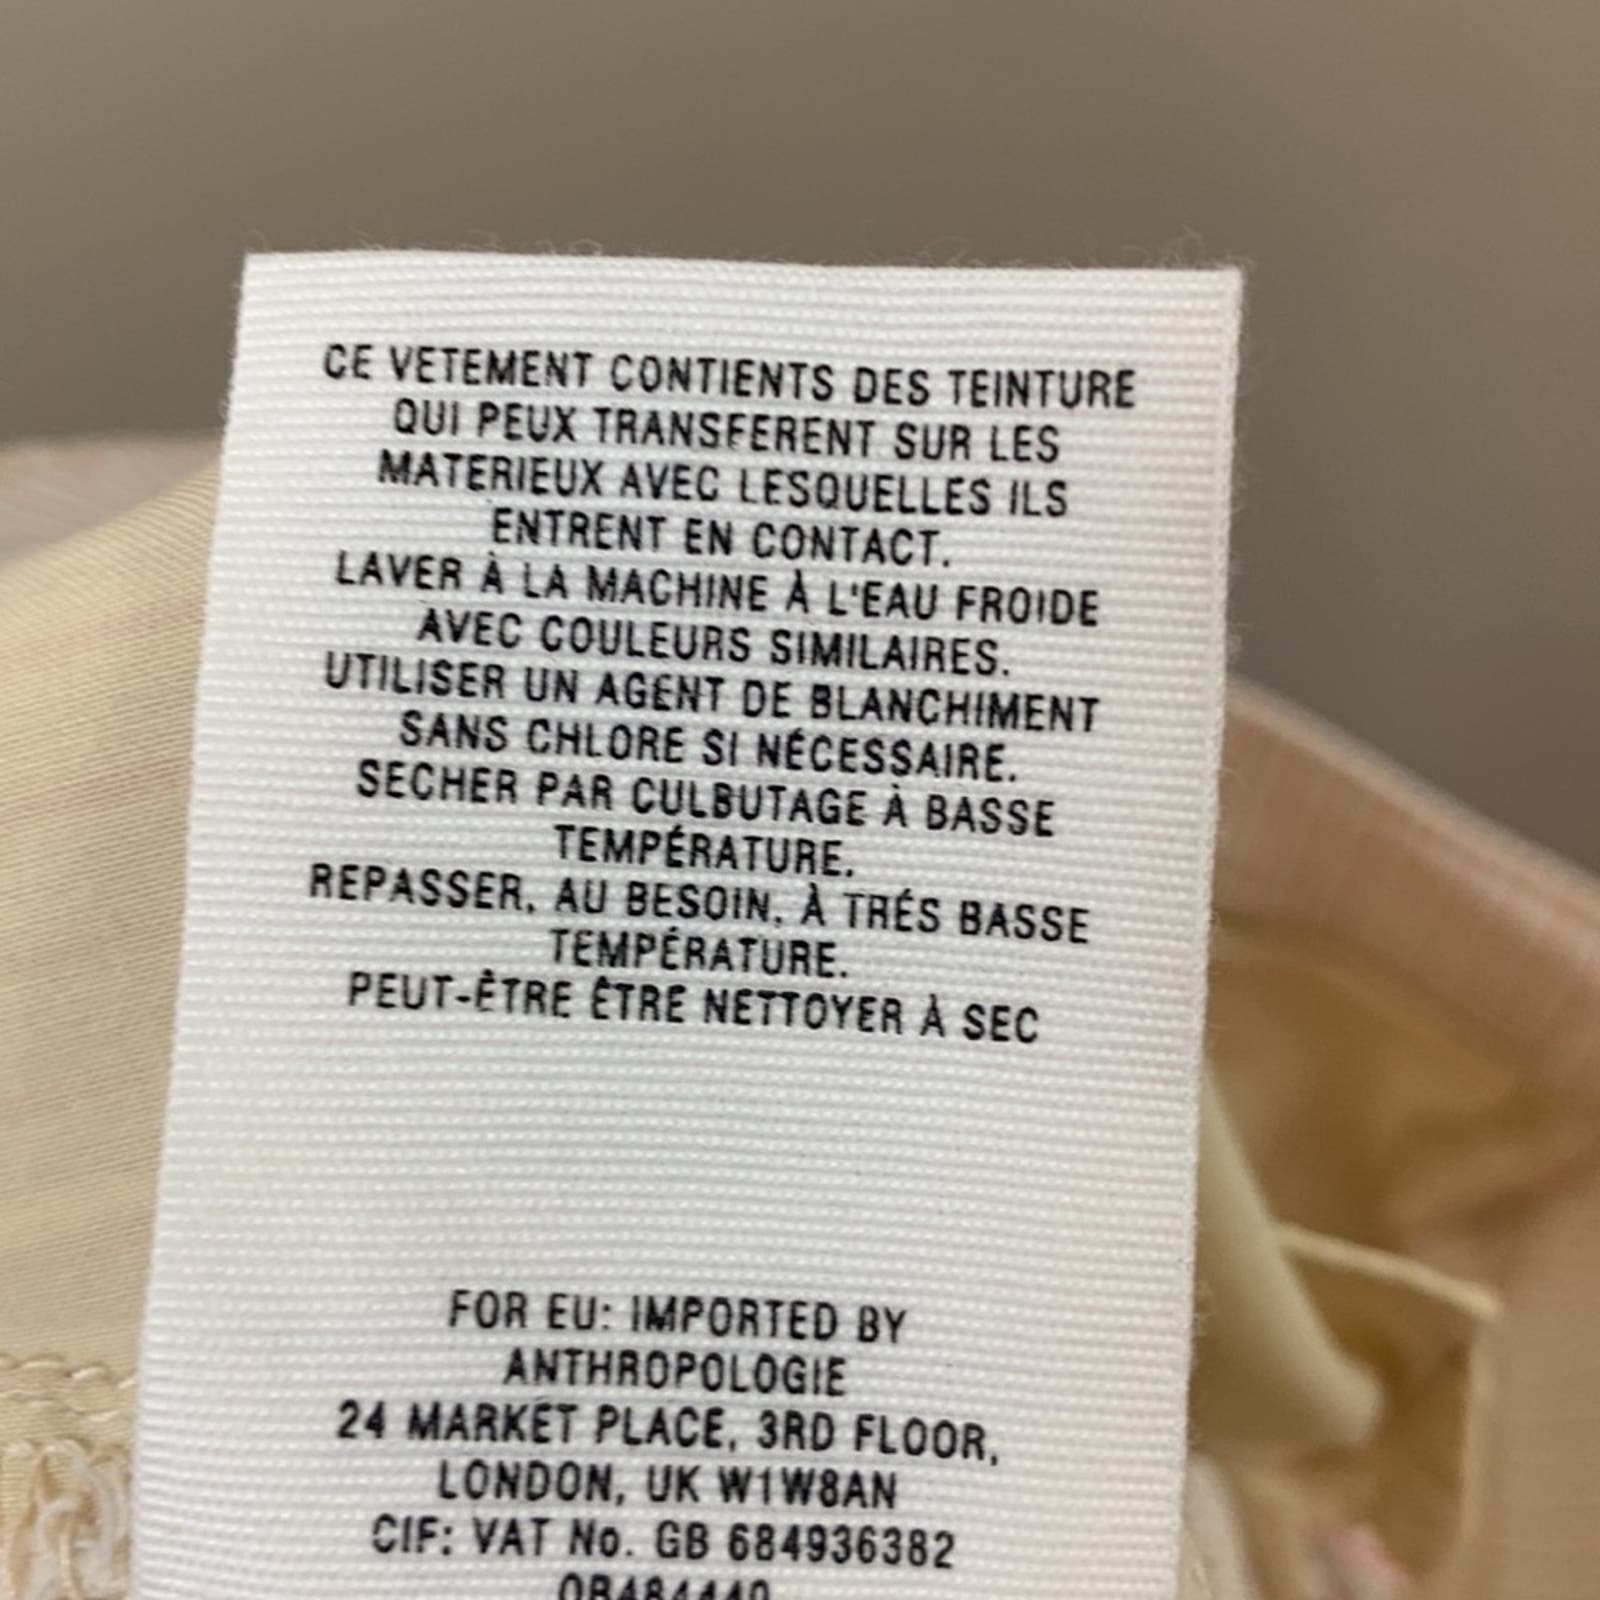 CE VETEMENT CONTIENTS DES TEINTURE
QUI PEUX TRANSFERENT SUR LES
MATERIEUX AVEC LESQUELLES ILS
ENTRENT EN CONTACT.
LAVER À LA MACHINE À L'EAU FROIDE
AVEC COULEURS SIMILAIRES.
UTILISER UN AGENT DE BLANCHIMENT
SANS CHLORE SI NÉCESSAIRE.
SECHER PAR CULBUTAGE À BASSE
TEMPÉRATURE.
REPASSER, AU BESOIN, À TRÉS BASSE
TEMPÉRATURE.
PEUT-ÊTRE ÊTRE NETTOYER À SEC
FOR EU: IMPORTED BY
ANTHROPOLOGIE
24 MARKET PLACE, 3RD FLOOR,
LONDON, UK W1W8AN
CIF: VAT No. GB 684936382